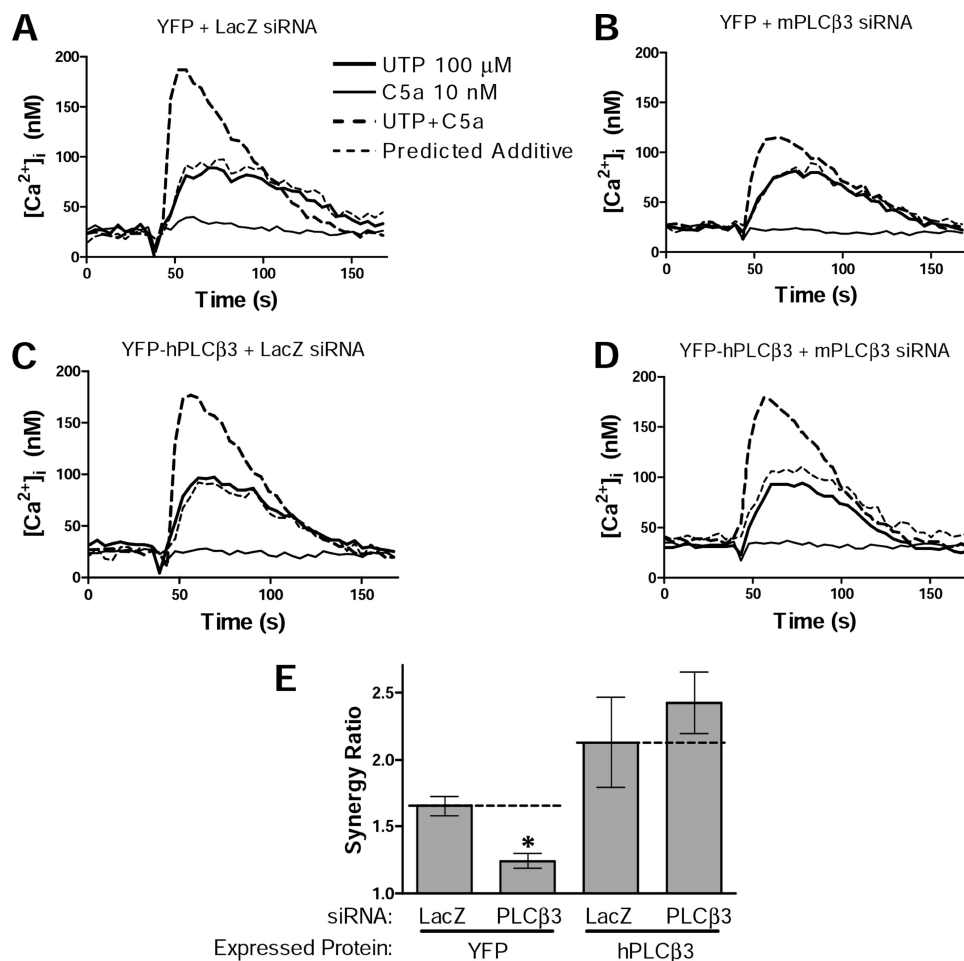 A
YFP + LacZ siRNA
[Ca²⁺]ᵢ (nM)
200
150
100
50
0
0 50 100 150
Time (s)
UTP 100 μM
C5a 10 nM
UTP+C5a
Predicted Additive
B
YFP + mPLCβ3 siRNA
[Ca²⁺]ᵢ (nM)
200
150
100
50
0
0 50 100 150
Time (s)
C
YFP-hPLCβ3 + LacZ siRNA
[Ca²⁺]ᵢ (nM)
200
150
100
50
0
0 50 100 150
Time (s)
D
YFP-hPLCβ3 + mPLCβ3 siRNA
[Ca²⁺]ᵢ (nM)
200
150
100
50
0
0 50 100 150
Time (s)
E
Synergy Ratio
2.5
2.0
1.5
1.0
*
siRNA: LacZ PLCβ3 LacZ PLCβ3
Expressed Protein: YFP hPLCβ3